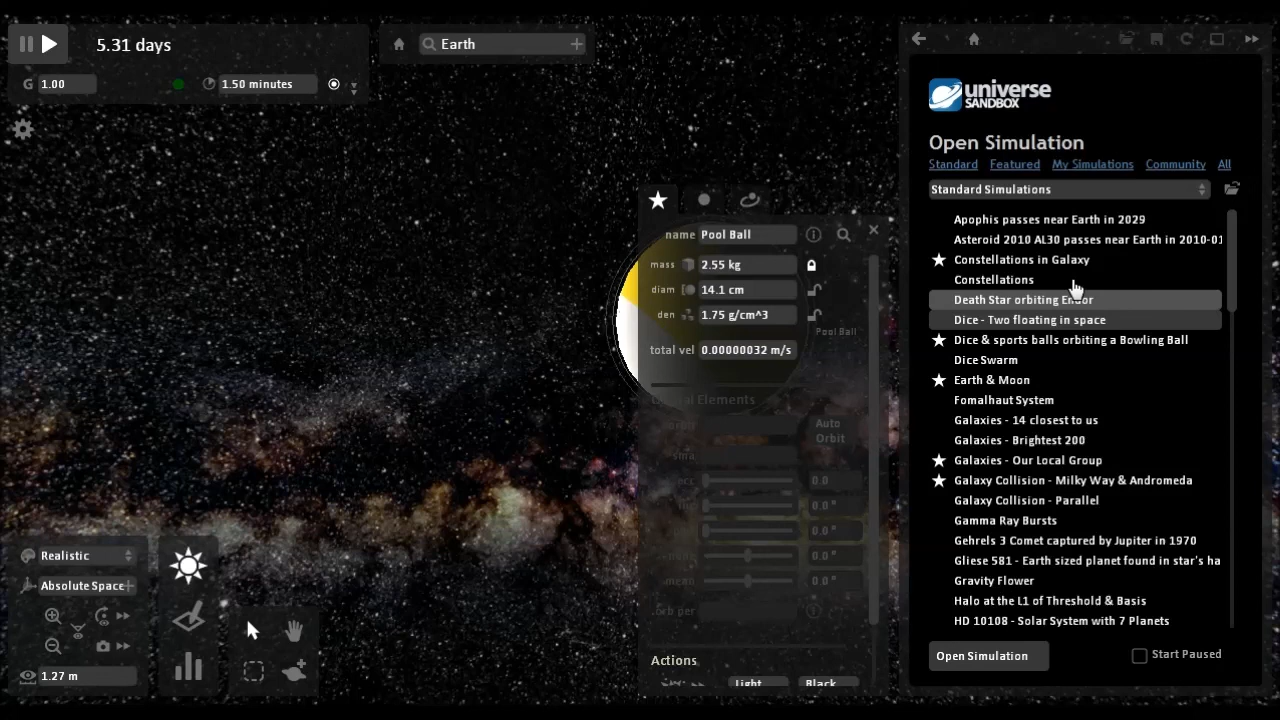 5.31 days
G 1.00
1.50 minutes
Earth
name Pool Ball
mass 2.55 kg
diam 14.1 cm
den 1.75 g/cm^3
Pool Ball
total vel 0.00000032 m/s
Elements
Auto
Orbit
sma
0.0
0.0 °
0.0 °
0.0 °
mean 0.0 °
orb per
Actions
Light
Black
Realistic
Absolute Space
1.27 m
universe
SANDBOX
Open Simulation
Standard Featured My Simulations Community All
Standard Simulations
Apophis passes near Earth in 2029
Asteroid 2010 AL30 passes near Earth in 2010-01
Constellations in Galaxy
Constellations
Death Star orbiting Endor
Dice - Two floating in space
Dice & sports balls orbiting a Bowling Ball
Dice Swarm
Earth & Moon
Fomalhaut System
Galaxies - 14 closest to us
Galaxies - Brightest 200
Galaxies - Our Local Group
Galaxy Collision - Milky Way & Andromeda
Galaxy Collision - Parallel
Gamma Ray Bursts
Gehrels 3 Comet captured by Jupiter in 1970
Gliese 581 - Earth sized planet found in star's ha
Gravity Flower
Halo at the L1 of Threshold & Basis
HD 10108 - Solar System with 7 Planets
Open Simulation
Start Paused